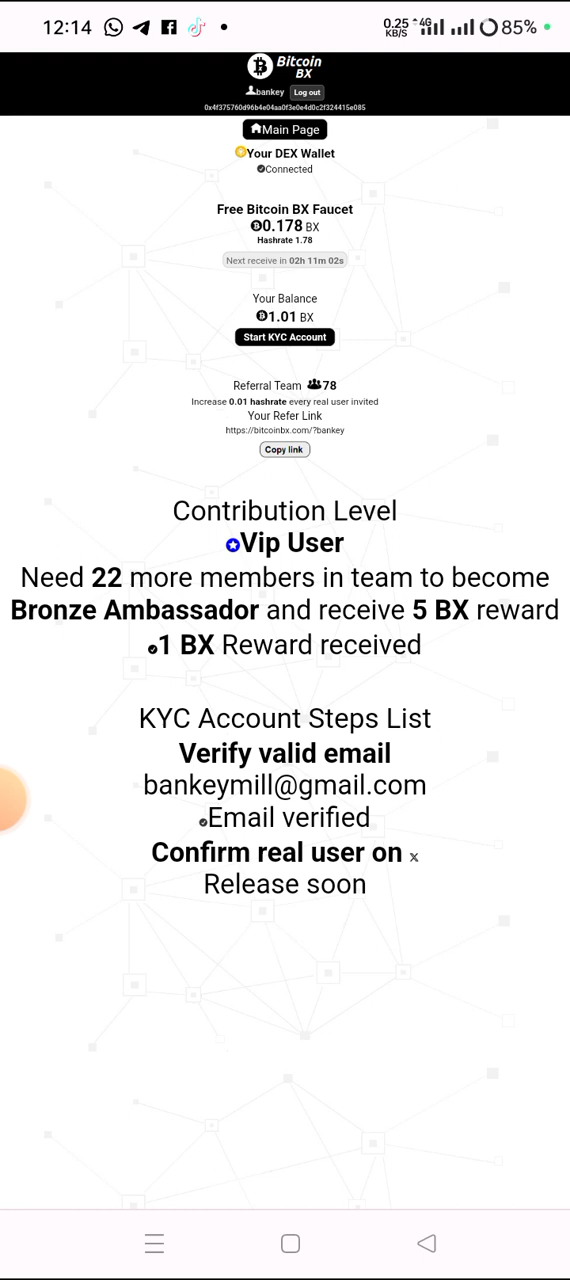 12:14
0.25 KB/S 4G 85%
Bitcoin
BX
bankey Log out
0x4f375760d96b4e04aa0f3e0e4d0c2f324415e085
Main Page
Your DEX Wallet
Connected
Free Bitcoin BX Faucet
0.178 BX
Hashrate 1.78
Next receive in 02h 11m 02s
Your Balance
1.01 BX
Start KYC Account
Referral Team 78
Increase 0.01 hashrate every real user invited
Your Refer Link
https://bitcoinbx.com/?bankey
Copy link
Contribution Level
Vip User
Need 22 more members in team to become
Bronze Ambassador and receive 5 BX reward
1 BX Reward received
KYC Account Steps List
Verify valid email
bankeymill@gmail.com
Email verified
Confirm real user on X
Release soon